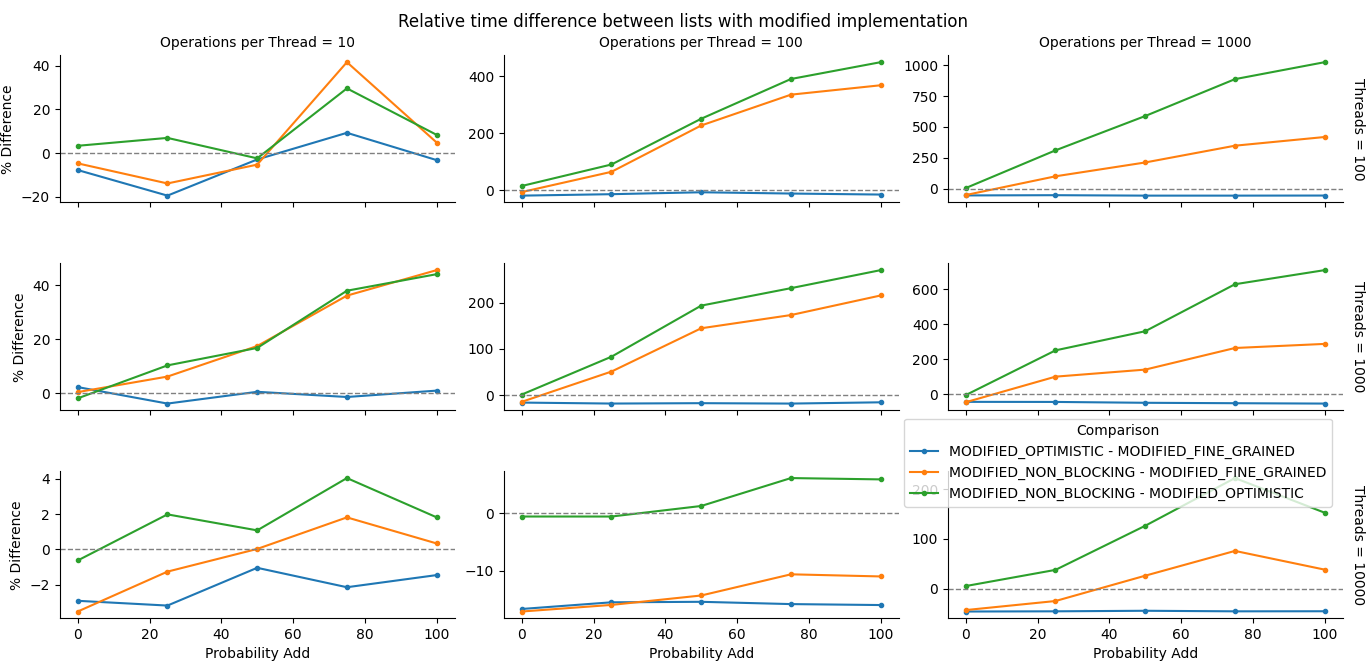 Relative time difference between lists with modified implementation
Operations per Thread = 10
Operations per Thread = 100
Operations per Thread = 1000
% Difference
40
20
0
−20
400
200
0
1000
750
500
250
0
Threads = 100
% Difference
40
20
0
200
100
0
600
400
200
0
Threads = 1000
Comparison
MODIFIED_OPTIMISTIC - MODIFIED_FINE_GRAINED
MODIFIED_NON_BLOCKING - MODIFIED_FINE_GRAINED
MODIFIED_NON_BLOCKING - MODIFIED_OPTIMISTIC
% Difference
4
2
0
−2
0
−10
200
100
0
Threads = 10000
0 20 40 60 80 100
0 20 40 60 80 100
0 20 40 60 80 100
Probability Add
Probability Add
Probability Add